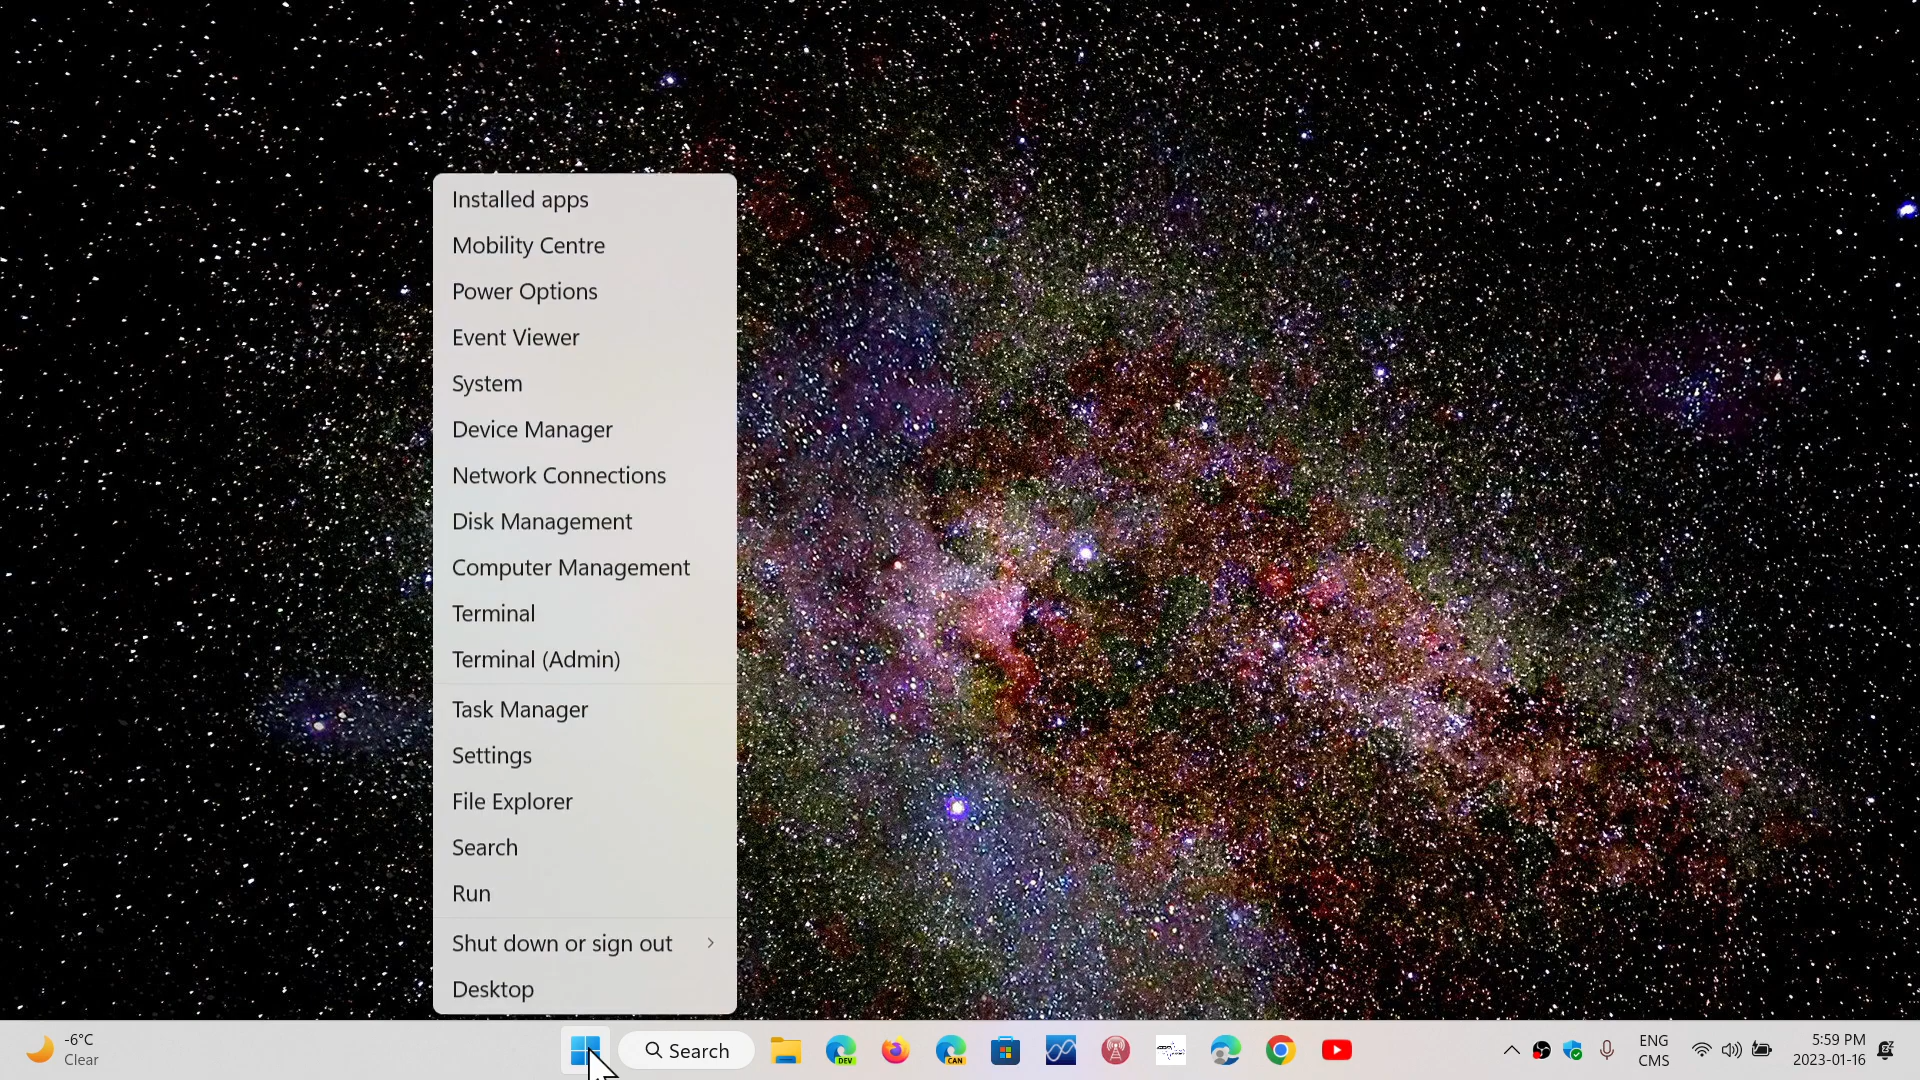 Installed apps
Mobility Centre
Power Options
Event Viewer
System
Device Manager
Network Connections
Disk Management
Computer Management
Terminal
Terminal (Admin)
Task Manager
Settings
File Explorer
Search
Run
Shut down or sign out
Desktop
-6°C
Clear
Search
DEV
CAN
ENG
CMS
5:59 PM
2023-01-16